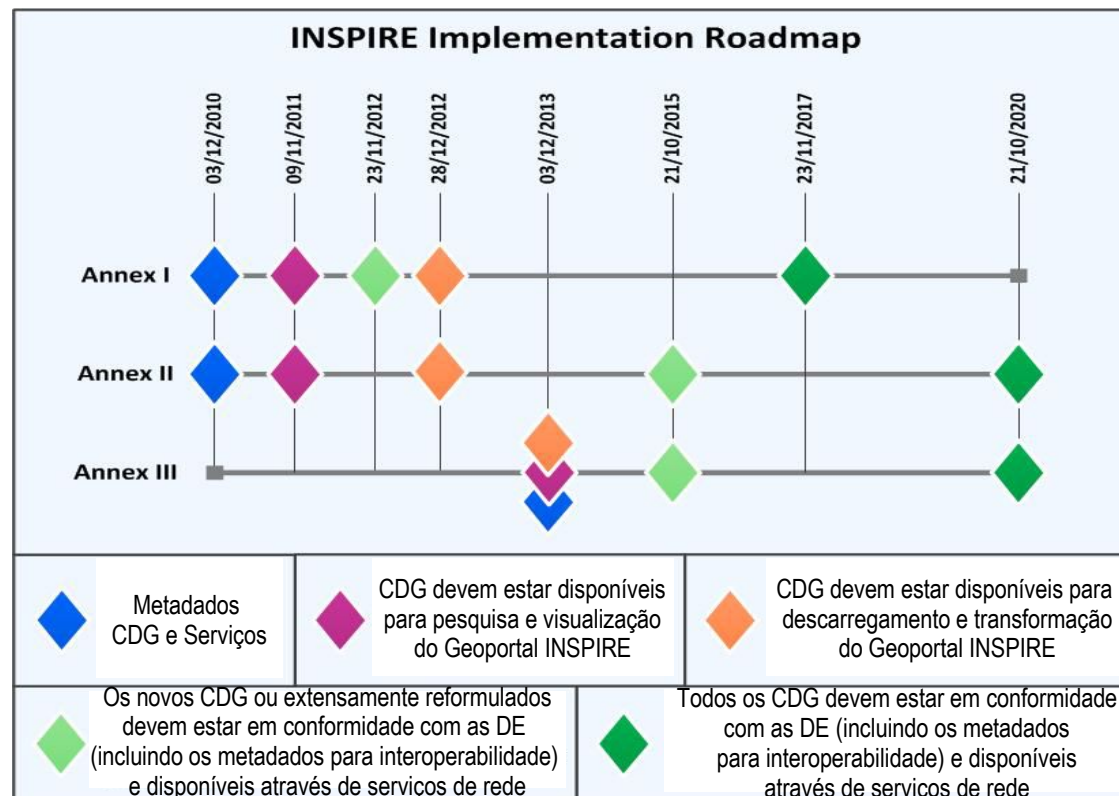 INSPIRE Implementation Roadmap
03/12/2010
09/11/2011
23/11/2012
28/12/2012
03/12/2013
21/10/2015
23/11/2017
21/10/2020
Annex I
Annex II
Annex III
Metadados
CDG e Serviços
CDG devem estar disponíveis
para pesquisa e visualização
do Geoportal INSPIRE
CDG devem estar disponíveis para
descarregamento e transformação
do Geoportal INSPIRE
Os novos CDG ou extensamente reformulados
devem estar em conformidade com as DE
(incluindo os metadados para interoperabilidade)
e disponíveis através de serviços de rede
Todos os CDG devem estar em conformidade
com as DE (incluindo os metadados
para interoperabilidade) e disponíveis
através de serviços de rede